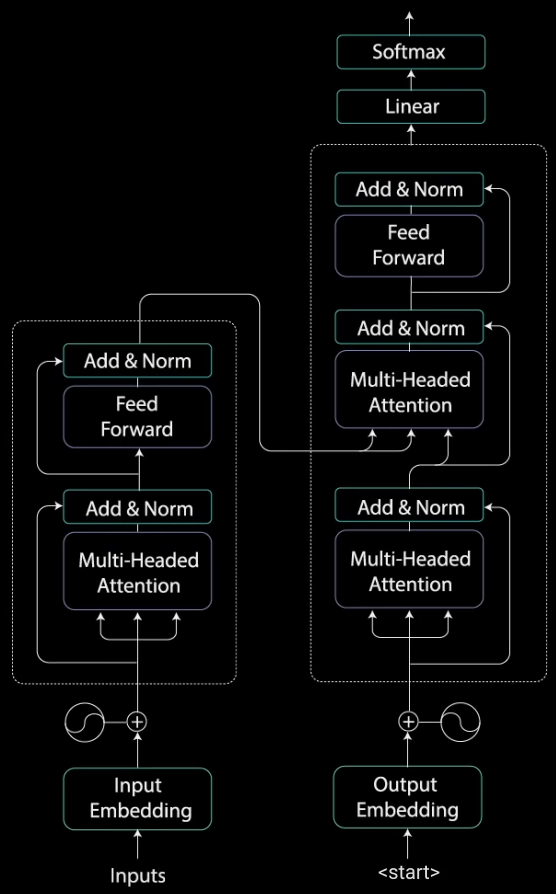 Softmax
Linear
Add & Norm
Feed
Forward
Add & Norm
Multi-Headed
Attention
Add & Norm
Multi-Headed
Attention
Output
Embedding
<start>
Add & Norm
Feed
Forward
Add & Norm
Multi-Headed
Attention
Input
Embedding
Inputs